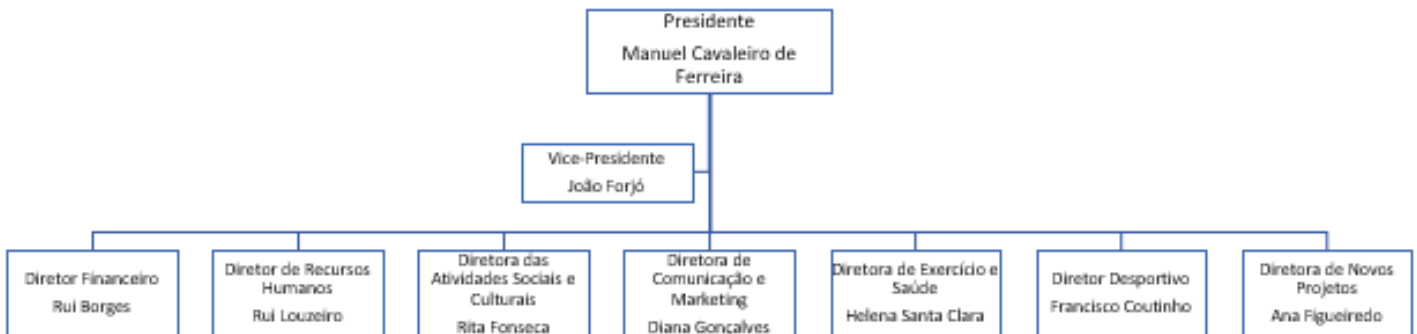 Presidente
Manuel Cavaleiro de
Ferreira
Vice-Presidente
João Forjó
Diretor Financeiro
Rui Borges
Diretor de Recursos
Humanos
Rui Louzeiro
Diretora das
Atividades Sociais e
Culturais
Rita Fonseca
Diretora de
Comunicação e
Marketing
Diana Gonçalves
Diretora de Exercício e
Saúde
Helena Santa Clara
Diretor Desportivo
Francisco Coutinho
Diretora de Novos
Projetos
Ana Figueiredo